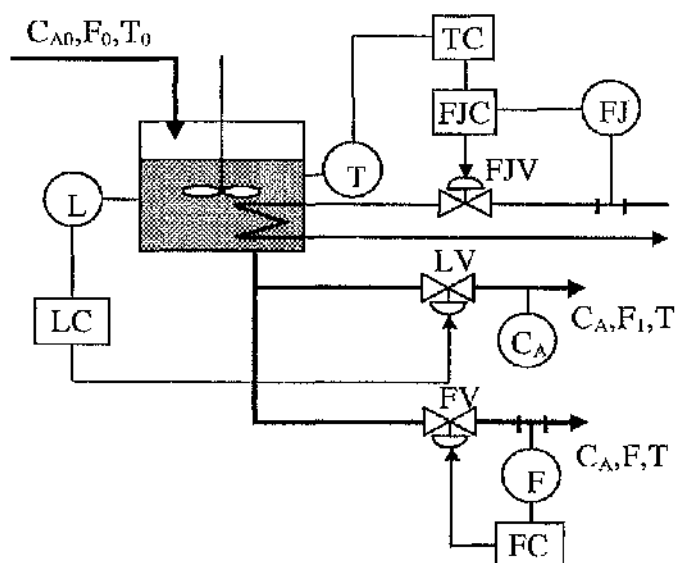 C_A0,F_0,T_0
TC
FJC
FJ
T
FJV
L
LV
LC
C_A,F_1,T
C_A
FV
C_A,F,T
F
FC